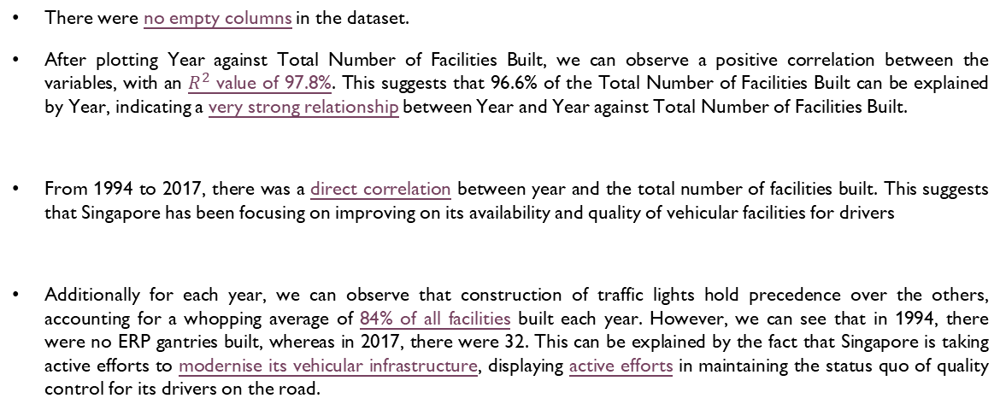 • There were no empty columns in the dataset.
• After plotting Year against Total Number of Facilities Built, we can observe a positive correlation between the
variables, with an R² value of 97.8%. This suggests that 96.6% of the Total Number of Facilities Built can be explained
by Year, indicating a very strong relationship between Year and Year against Total Number of Facilities Built.
• From 1994 to 2017, there was a direct correlation between year and the total number of facilities built. This suggests
that Singapore has been focusing on improving on its availability and quality of vehicular facilities for drivers
• Additionally for each year, we can observe that construction of traffic lights hold precedence over the others,
accounting for a whopping average of 84% of all facilities built each year. However, we can see that in 1994, there
were no ERP gantries built, whereas in 2017, there were 32. This can be explained by the fact that Singapore is taking
active efforts to modernise its vehicular infrastructure, displaying active efforts in maintaining the status quo of quality
control for its drivers on the road.